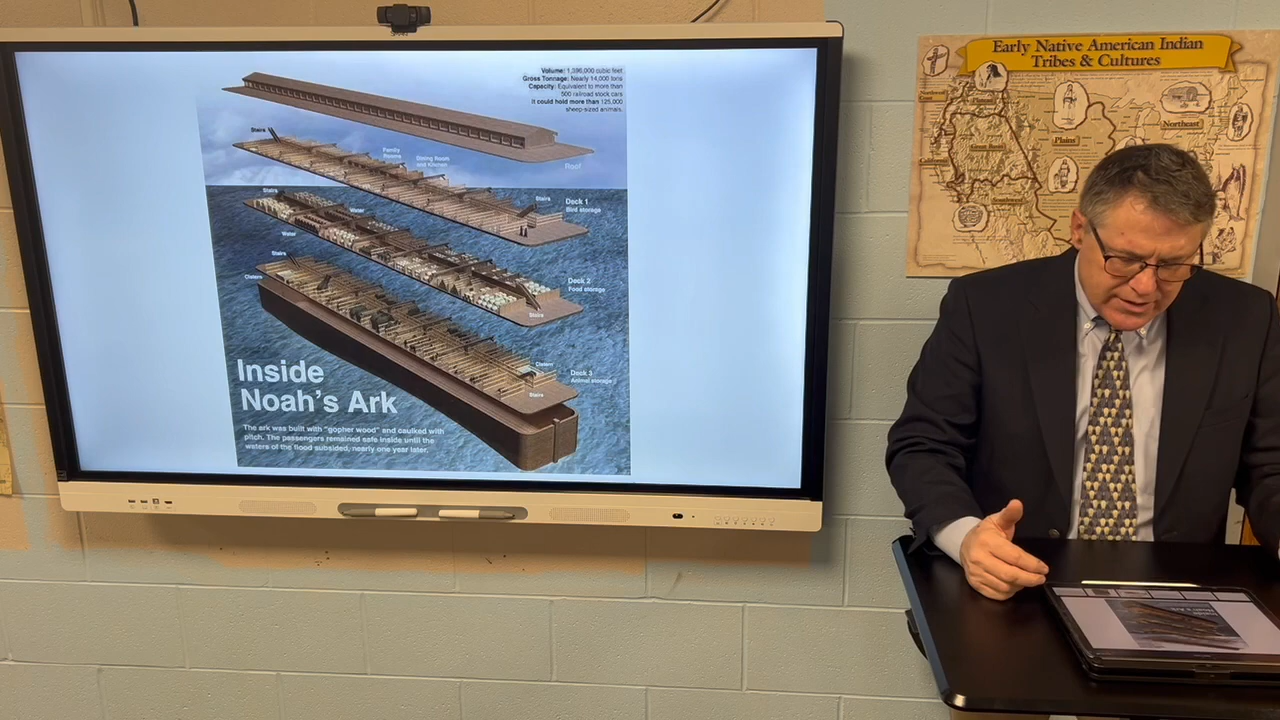 Volume: 1,396,000 cubic feet
Gross Tonnage: Nearly 14,000 tons
Capacity: Equivalent to more than
500 railroad stock cars
It could hold more than 125,000
sheep-sized animals.
Roof
Stairs
Family
Rooms
Dining Room
and Kitchen
Stairs
Deck 1
Bird storage
Stairs
Water
Water
Deck 2
Food storage
Stairs
Stairs
Cistern
Cistern
Deck 3
Animal storage
Stairs
Inside
Noah's Ark
The ark was built with "gopher wood" and caulked with
pitch. The passengers remained safe inside until the
waters of the flood subsided, nearly one year later.
Early Native American Indian
Tribes & Cultures
Northeast
Plains
Great Basin
Southwest